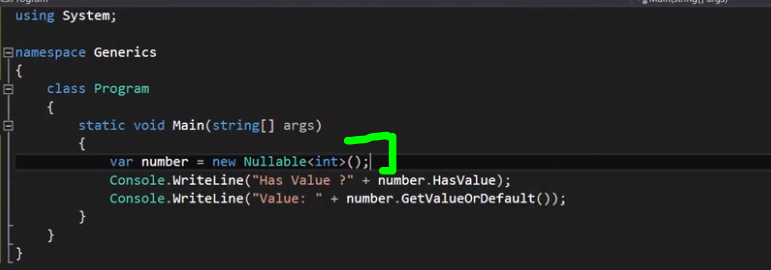 using System;
namespace Generics
{
class Program
{
static void Main(string[] args)
{
var number = new Nullable<int>();
Console.WriteLine("Has Value ?" + number.HasValue);
Console.WriteLine("Value: " + number.GetValueOrDefault());
}
}
}